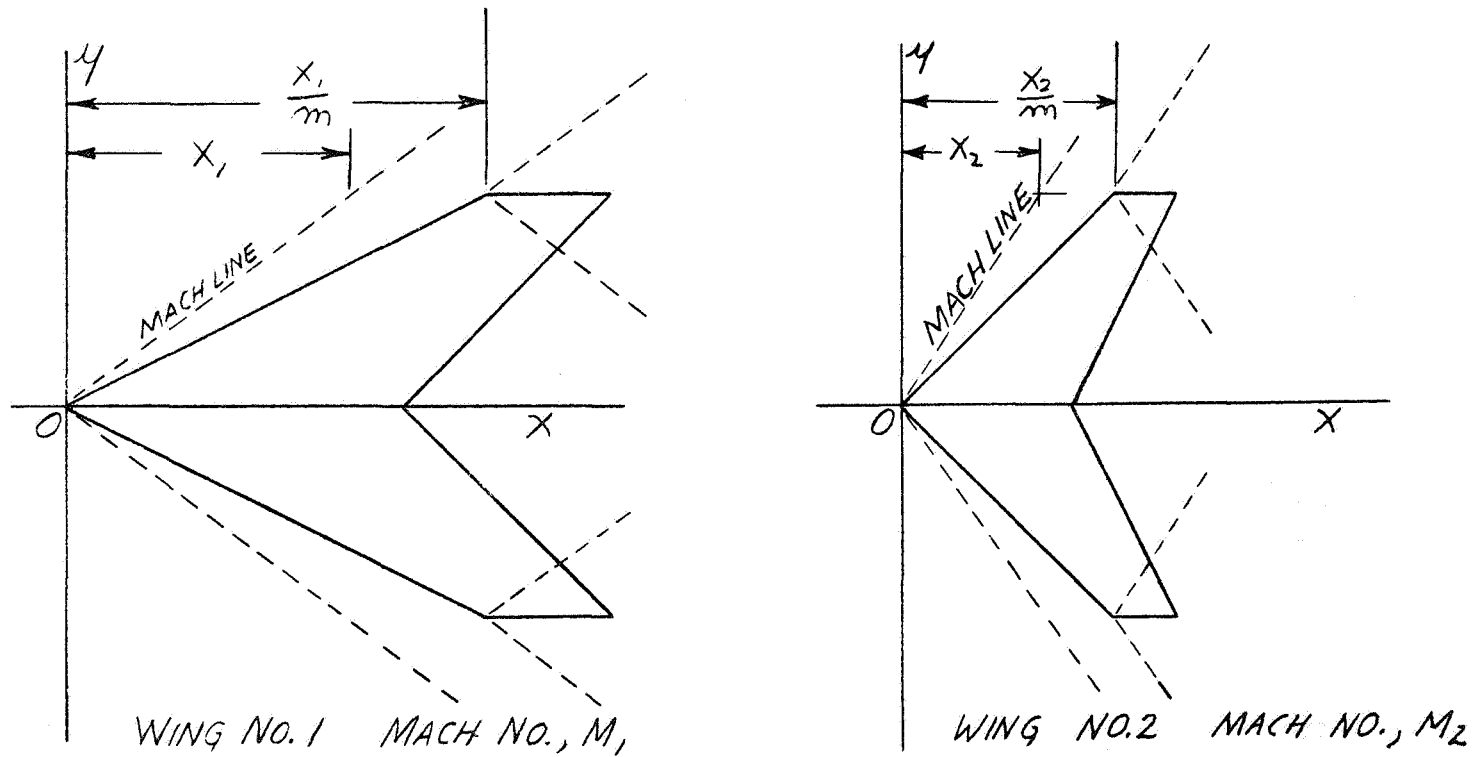 y
X₁/m
X₁
MACH LINE
O
X
WING NO. 1 MACH NO., M₁
y
X₂/m
X₂
MACH LINE
O
X
WING NO. 2 MACH NO., M₂